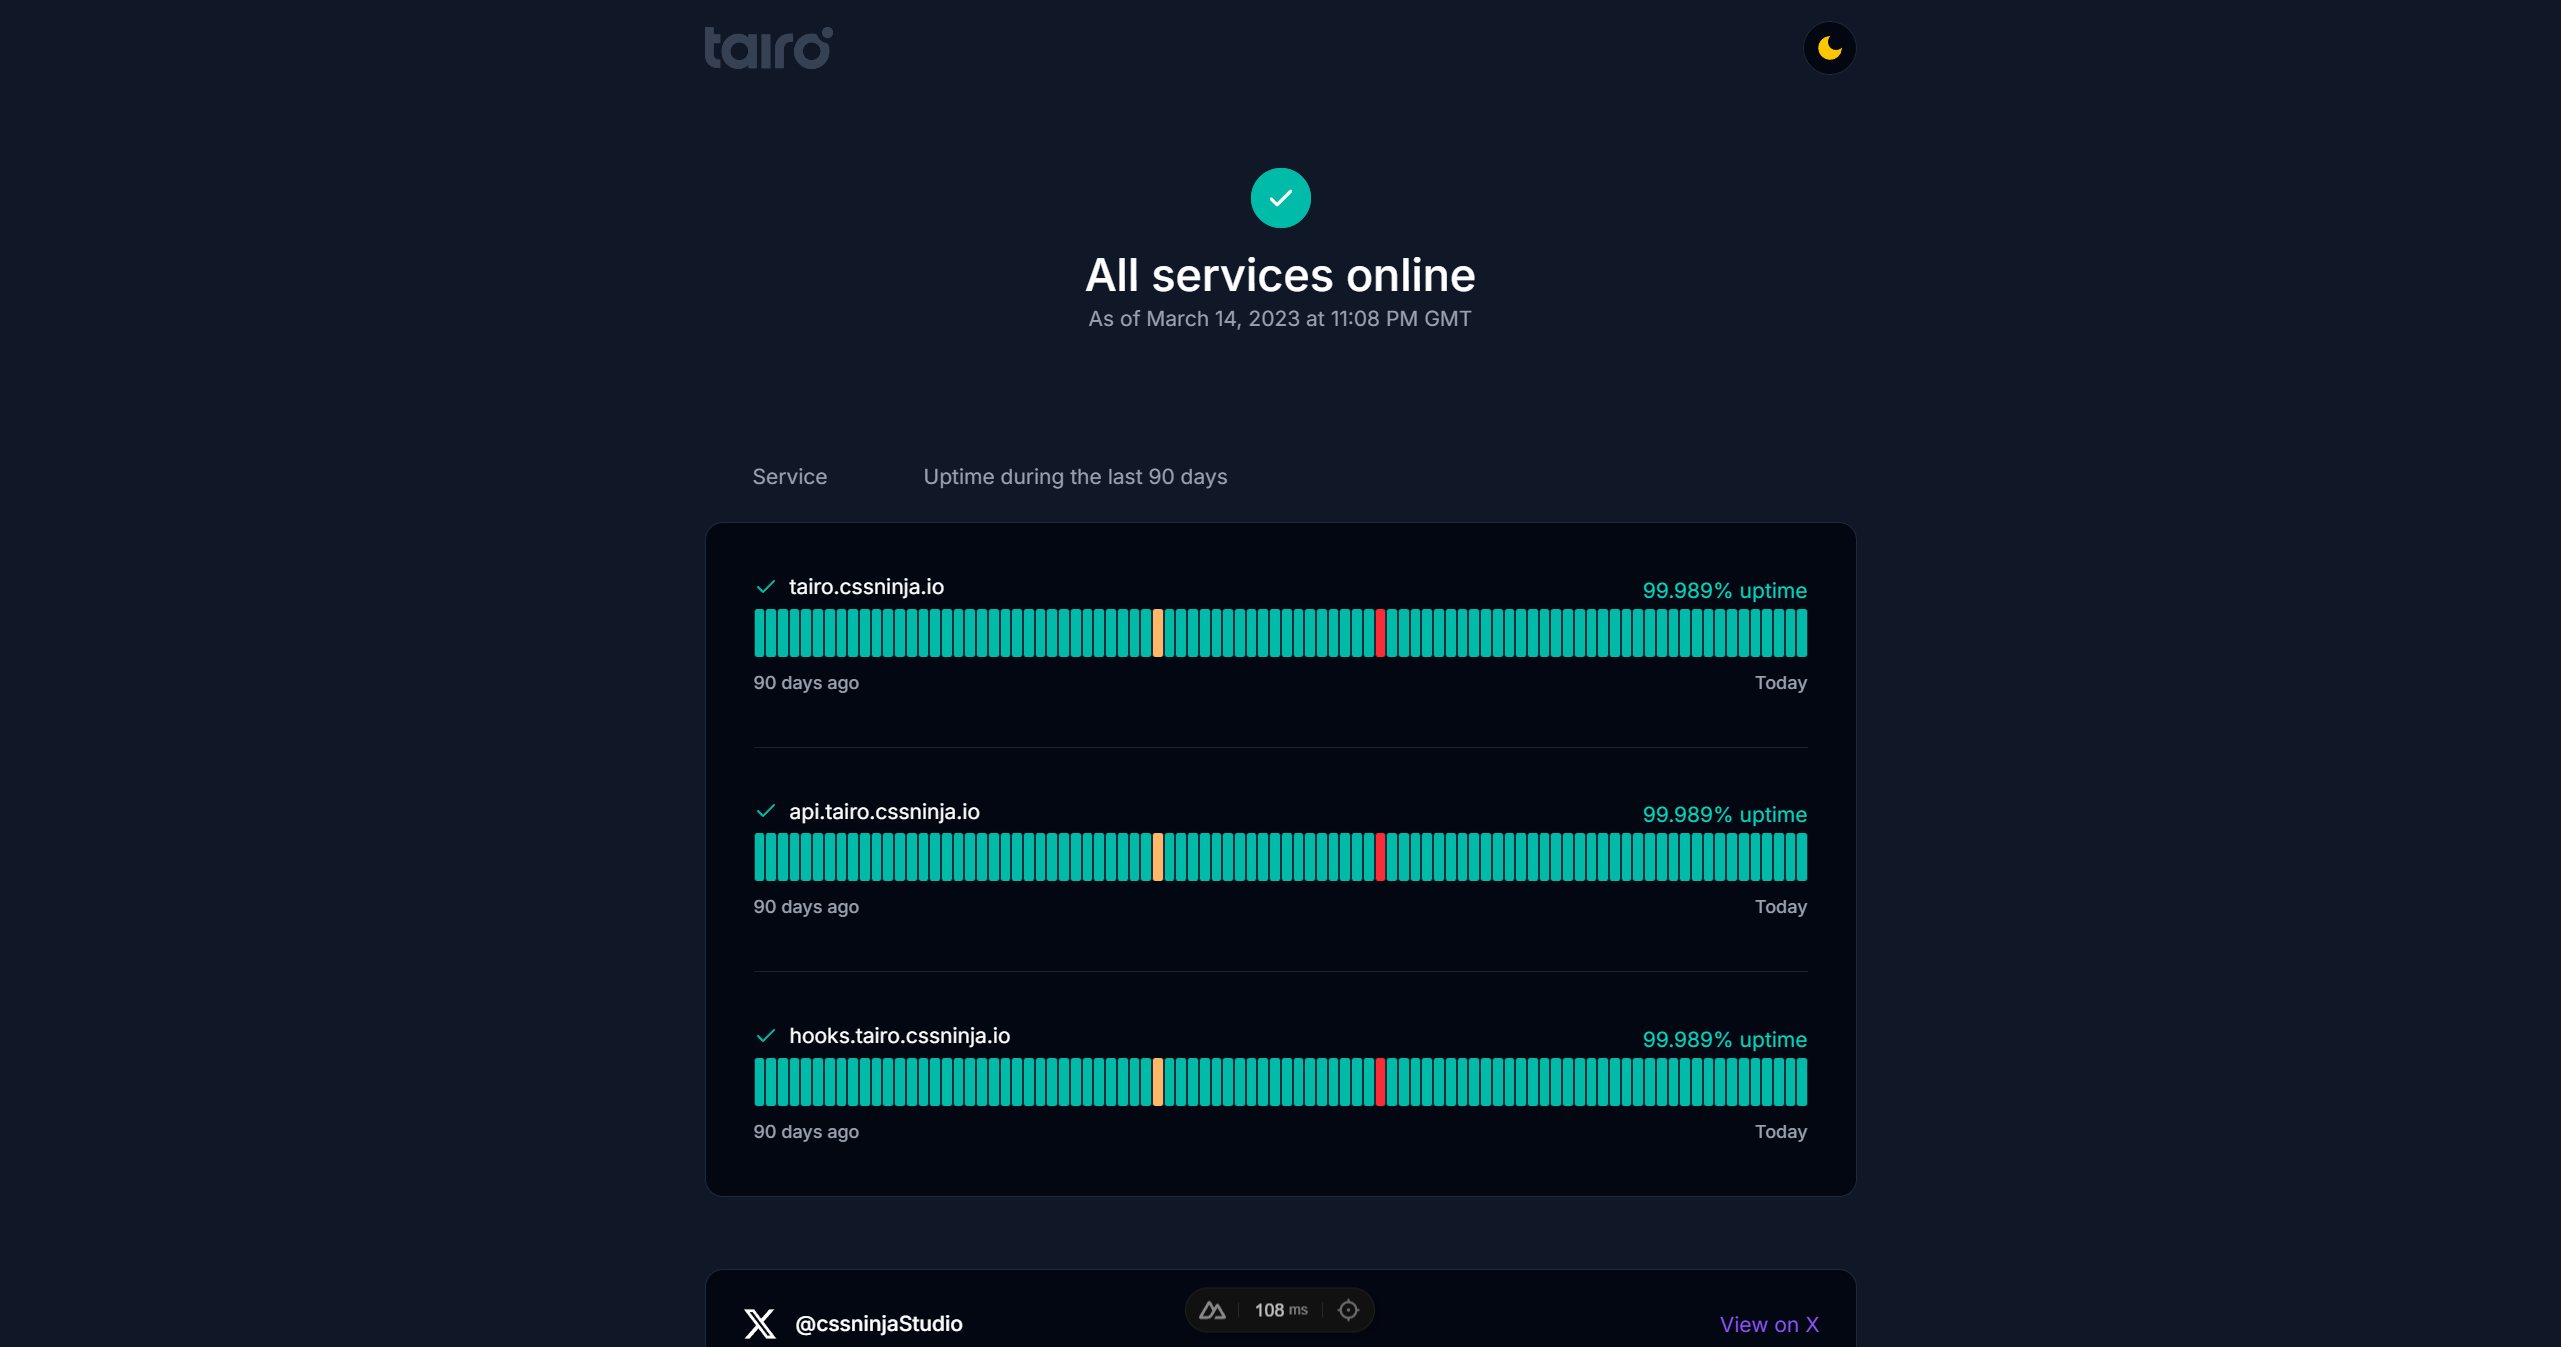 tairo
All services online
As of March 14, 2023 at 11:08 PM GMT
Service Uptime during the last 90 days
tairo.cssninja.io 99.989% uptime
90 days ago Today
api.tairo.cssninja.io 99.989% uptime
90 days ago Today
hooks.tairo.cssninja.io 99.989% uptime
90 days ago Today
@cssninjaStudio 108 ms View on X